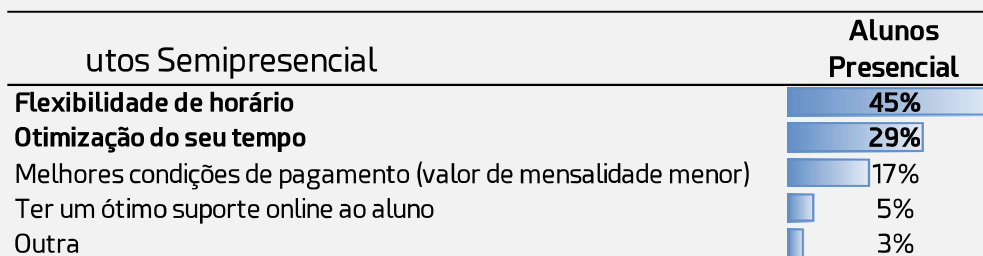 Alunos
utos Semipresencial
Presencial
Flexibilidade de horário 45%
Otimização do seu tempo 29%
Melhores condições de pagamento (valor de mensalidade menor) 17%
Ter um ótimo suporte online ao aluno 5%
Outra 3%